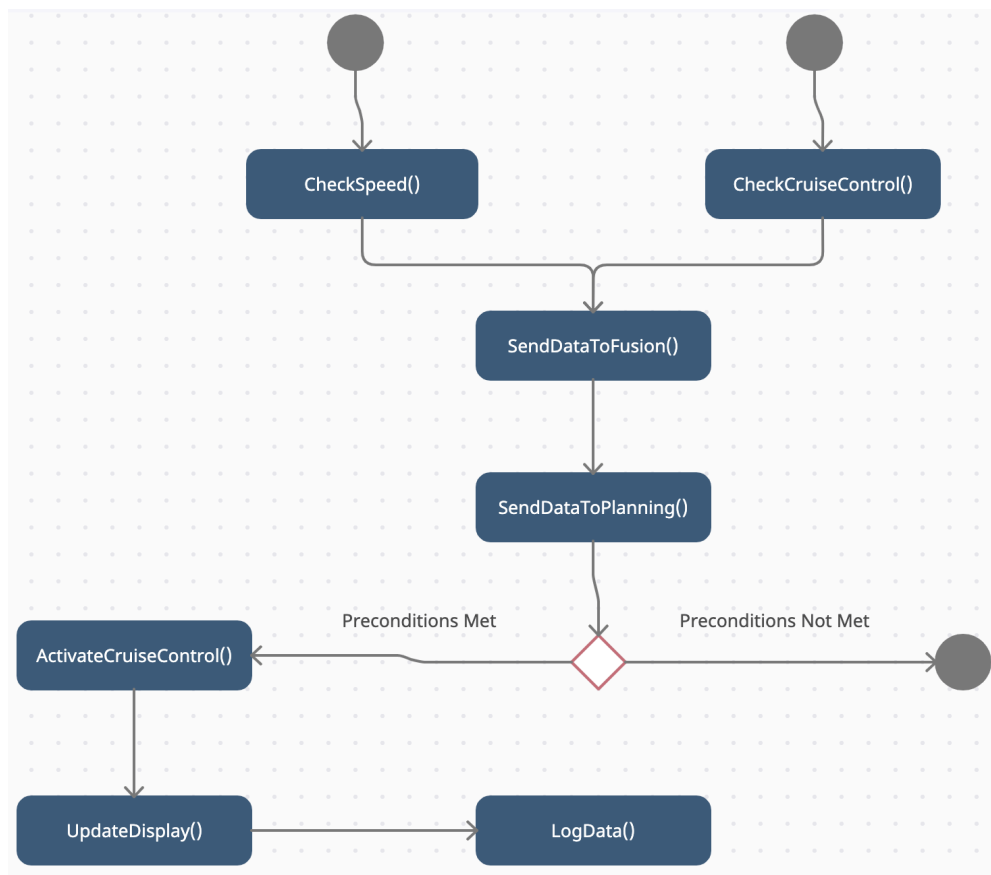 CheckSpeed()
CheckCruiseControl()
SendDataToFusion()
SendDataToPlanning()
Preconditions Met
Preconditions Not Met
ActivateCruiseControl()
UpdateDisplay()
LogData()